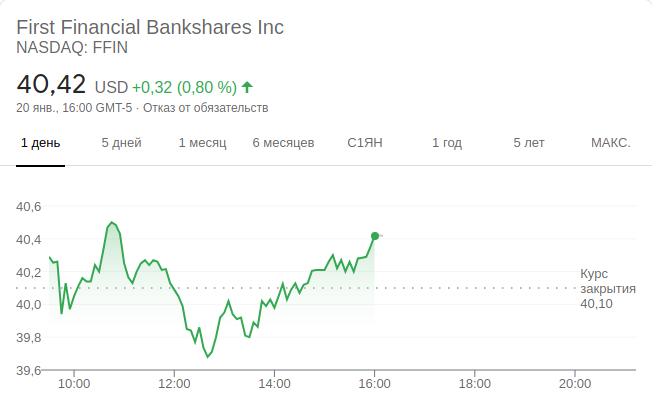 First Financial Bankshares Inc
NASDAQ: FFIN
40,42 USD +0,32 (0,80 %)
20 янв., 16:00 GMT-5 · Отказ от обязательств
1 день 5 дней 1 месяц 6 месяцев С1ЯН 1 год 5 лет МАКС.
40,6
40,4
40,2
40,0
39,8
39,6
Курс
закрытия
40,10
10:00 12:00 14:00 16:00 18:00 20:00